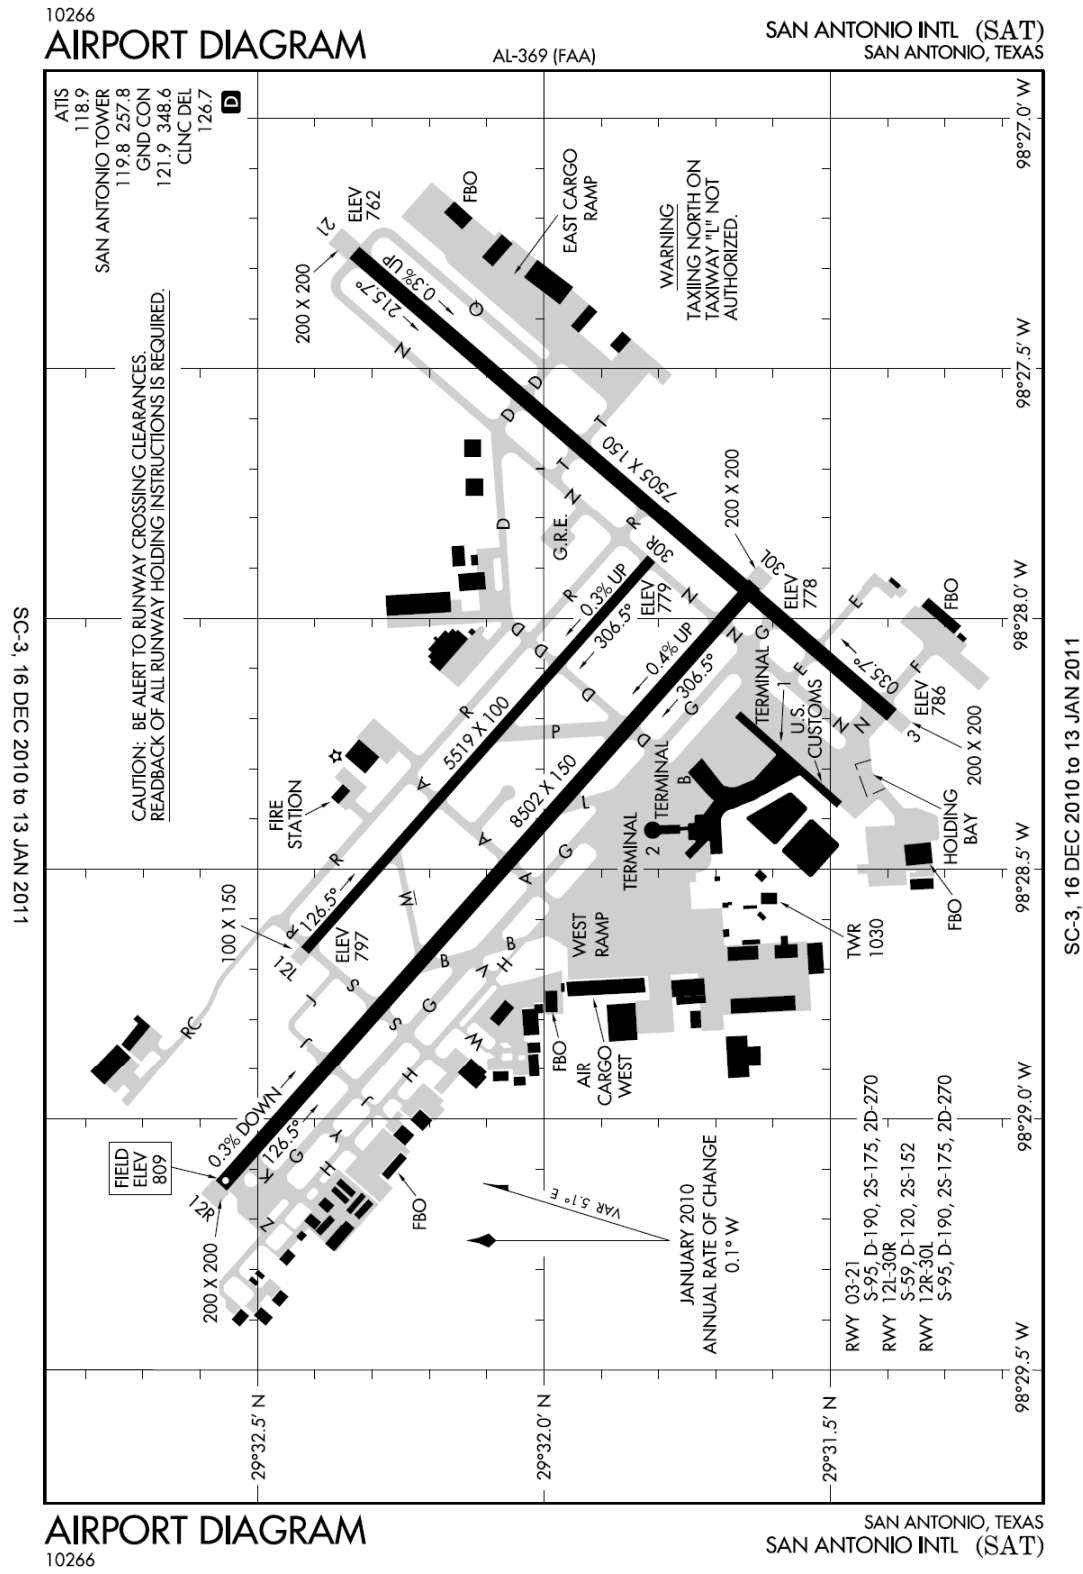 10266
AIRPORT DIAGRAM
AL-369 (FAA)
SAN ANTONIO INTL (SAT)
SAN ANTONIO, TEXAS
ATIS
118.9
SAN ANTONIO TOWER
119.8 257.8
GND CON
121.9 348.6
CLNC DEL
126.7
D
CAUTION: BE ALERT TO RUNWAY CROSSING CLEARANCES.
READBACK OF ALL RUNWAY HOLDING INSTRUCTIONS IS REQUIRED.
WARNING
TAXIING NORTH ON
TAXIWAY "L" NOT
AUTHORIZED.
98°27.0' W
98°27.5' W
98°28.0' W
98°28.5' W
98°29.0' W
98°29.5' W
29°32.5' N
29°32.0' N
29°31.5' N
21
ELEV
762
200 X 200
215.7°
0.3% UP
Q
N
FBO
EAST CARGO
RAMP
D
D
T
T
7505 X 150
N
G.R.E.
D
R
30R
ELEV
779
N
0.3% UP
306.5°
R
D
D
200 X 200
30L
ELEV
778
0.4% UP
306.5°
N
G
G
D
D
E
E
F
FBO
035.7°
ELEV
786
3
200 X 200
N
N
TERMINAL
1
U.S.
CUSTOMS
HOLDING
BAY
FBO
TERMINAL
B
TERMINAL
2
TWR
1030
WEST
RAMP
AIR
CARGO
WEST
FBO
P
L
G
A
A
A
R
5519 X 100
8502 X 150
FIRE
STATION
R
R
126.5°
100 X 150
12L
ELEV
797
M
B
B
V
H
G
W
H
S
S
J
J
J
Y
H
G
K
Z
RC
0.3% DOWN
126.5°
FIELD
ELEV
809
12R
200 X 200
FBO
VAR 5.1° E
JANUARY 2010
ANNUAL RATE OF CHANGE
0.1° W
RWY 03-21
S-95, D-190, 2S-175, 2D-270
RWY 12L-30R
S-59, D-120, 2S-152
RWY 12R-30L
S-95, D-190, 2S-175, 2D-270
SC-3, 16 DEC 2010 to 13 JAN 2011
SC-3, 16 DEC 2010 to 13 JAN 2011
AIRPORT DIAGRAM
10266
SAN ANTONIO, TEXAS
SAN ANTONIO INTL (SAT)